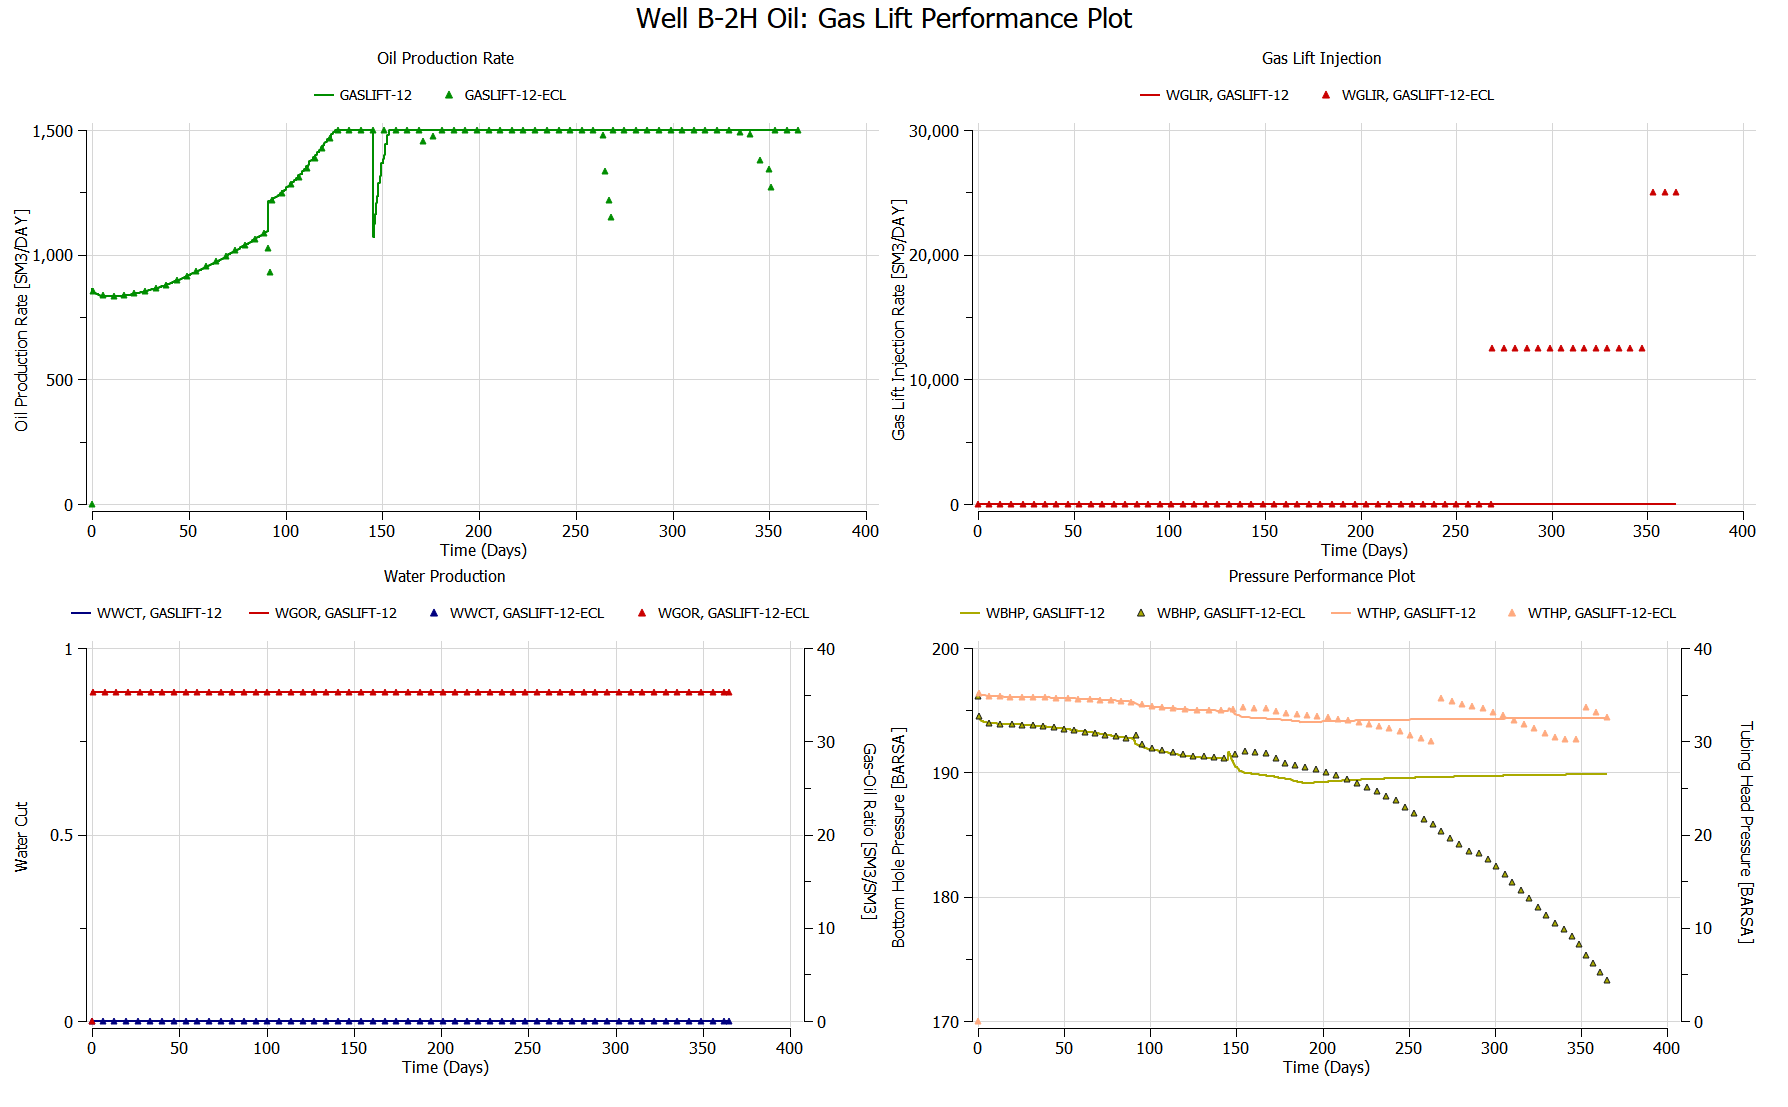 Well B-2H Oil: Gas Lift Performance Plot
Oil Production Rate
GASLIFT-12 GASLIFT-12-ECL
1,500
1,000
500
0
Oil Production Rate [SM3/DAY]
0 50 100 150 200 250 300 350 400
Time (Days)
Gas Lift Injection
WGLIR, GASLIFT-12 WGLIR, GASLIFT-12-ECL
30,000
20,000
10,000
0
Gas Lift Injection Rate [SM3/DAY]
0 50 100 150 200 250 300 350 400
Time (Days)
Water Production
WWCT, GASLIFT-12 WGOR, GASLIFT-12 WWCT, GASLIFT-12-ECL WGOR, GASLIFT-12-ECL
1
0.5
0
Water Cut
40
30
20
10
0
Gas-Oil Ratio [SM3/SM3]
0 50 100 150 200 250 300 350 400
Time (Days)
Pressure Performance Plot
WBHP, GASLIFT-12 WBHP, GASLIFT-12-ECL WTHP, GASLIFT-12 WTHP, GASLIFT-12-ECL
200
190
180
170
Bottom Hole Pressure [BARSA]
40
30
20
10
0
Tubing Head Pressure [BARSA]
0 50 100 150 200 250 300 350 400
Time (Days)